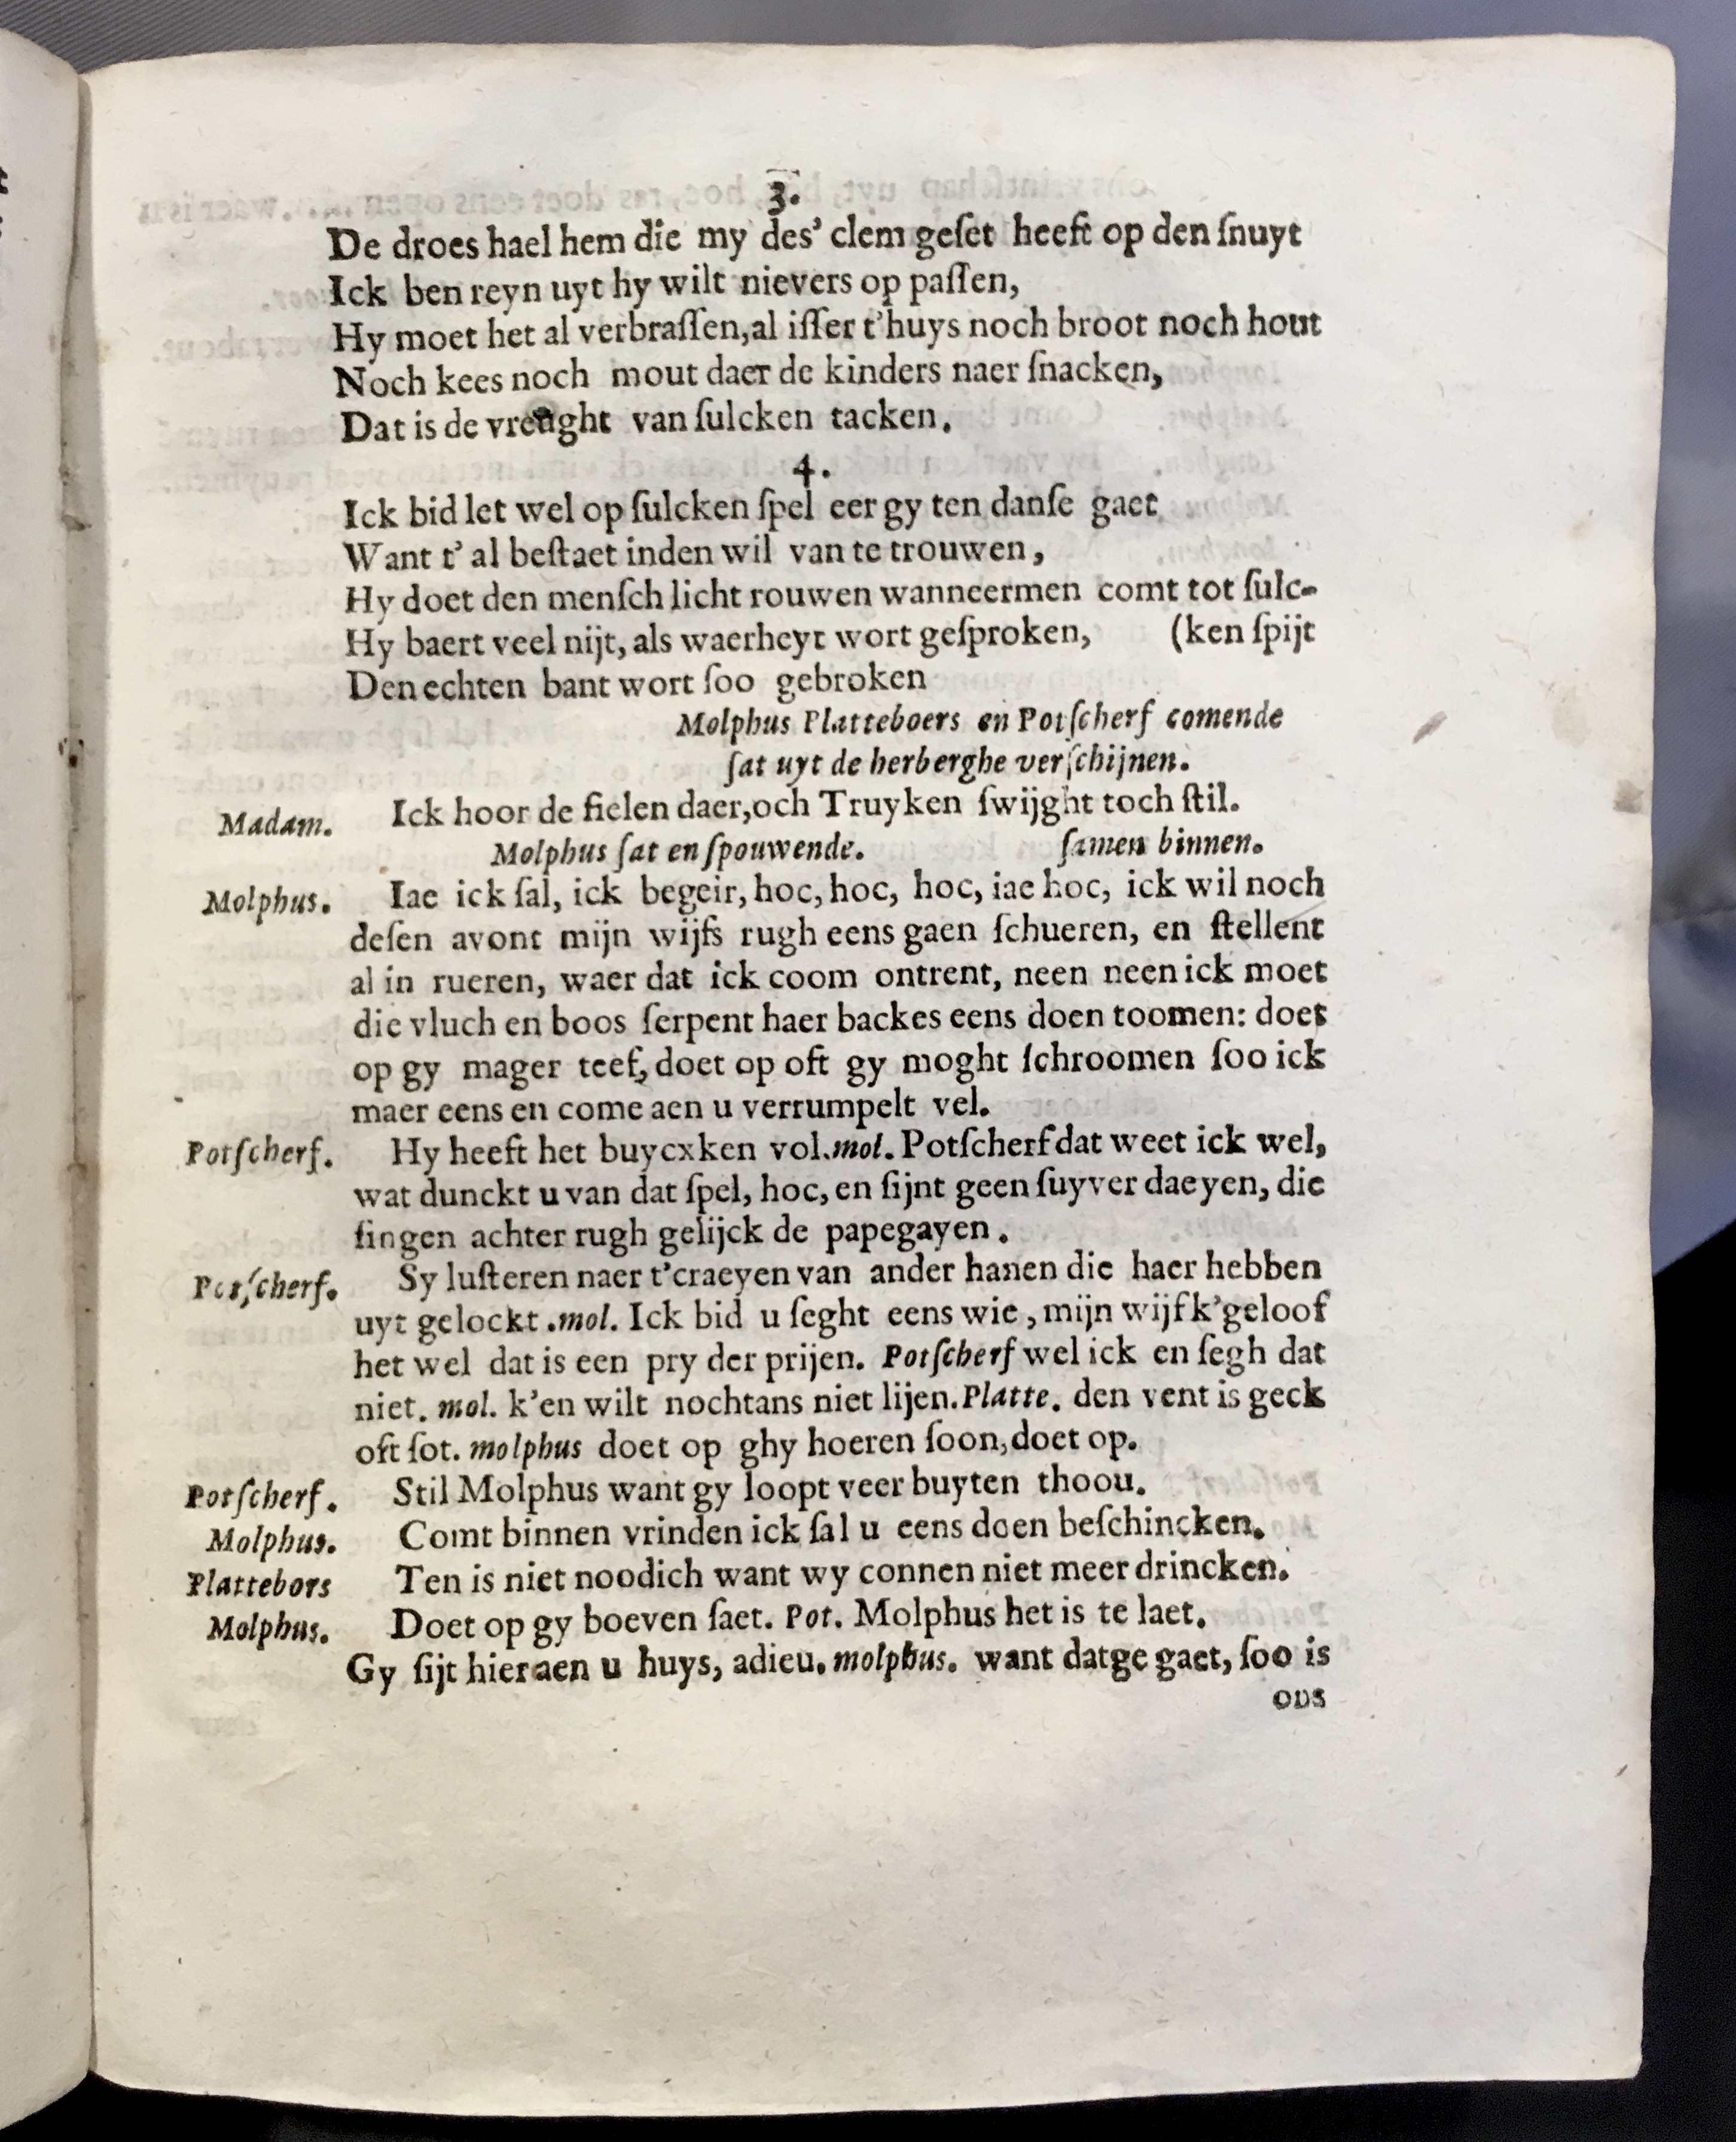 3.
De droes hael hem die my des' clem geſet heeft op den ſnuyt
Ick ben reyn uyt hy wilt nievers op paſſen,
Hy moet het al verbraſſen, al iſſer t'huys noch broot noch hout
Noch kees noch mout daer de kinders naer ſnacken,
Dat is de vreught van ſulcken tacken.
4.
Ick bid let wel op ſulcken ſpel eer gy ten danſe gaet
Want t' al beſtaet inden wil van te trouwen,
Hy doet den menſch licht rouwen wanneermen comt tot ſulc-
Hy baert veel nijt, als waerheyt wort geſproken, (ken ſpijt
Den echten bant wort ſoo gebroken
Molphus Platteboers en Potſcherf comende
ſat uyt de herberghe verſchijnen.
Madam. Ick hoor de fielen daer, och Truyken ſwijght toch ſtil.
Molphus ſat en ſpouwende. ſamen binnen.
Molphus. Iae ick ſal, ick begeir, hoc, hoc, hoc, iae hoc, ick wil noch
deſen avont mijn wijfs rugh eens gaen ſchueren, en ſtellent
al in rueren, waer dat ick coom ontrent, neen neen ick moet
die vluch en boos ſerpent haer backes eens doen toomen: doet
op gy mager teef, doet op oft gy moght ſchroomen ſoo ick
maer eens en come aen u verrumpelt vel.
Potſcherf. Hy heeft het buycxken vol. mol. Potſcherf dat weet ick wel,
wat dunckt u van dat ſpel, hoc, en ſijnt geen ſuyver daeyen, die
ſingen achter rugh gelijck de papegayen.
Potſcherf. Sy luſteren naer t'craeyen van ander hanen die haer hebben
uyt gelockt. mol. Ick bid u ſeght eens wie, mijn wijf k'geloof
het wel dat is een pry der prijen. Potſcherf wel ick en ſegh dat
niet. mol. k'en wilt nochtans niet lijen. Platte. den vent is geck
oft ſot. molphus doet op ghy hoeren ſoon, doet op.
Potſcherf. Stil Molphus want gy loopt veer buyten thoou.
Molphus. Comt binnen vrinden ick ſal u eens doen beſchincken.
Plattebors Ten is niet noodich want wy connen niet meer drincken.
Molphus. Doet op gy boeven ſaet. Pot. Molphus het is te laet.
Gy ſijt hier aen u huys, adieu. molphus. want datge gaet, ſoo is
ons